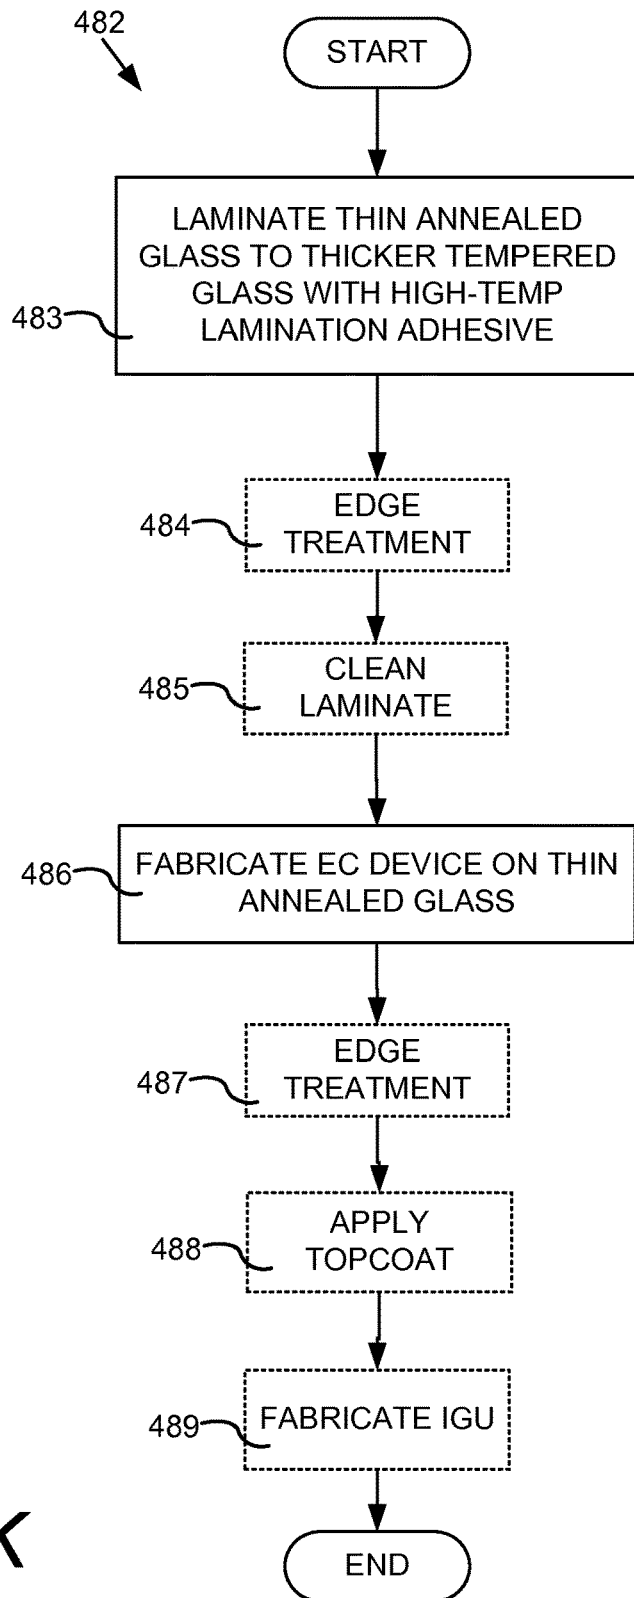 482
START
LAMINATE THIN ANNEALED
GLASS TO THICKER TEMPERED
GLASS WITH HIGH-TEMP
LAMINATION ADHESIVE
483
EDGE
TREATMENT
484
CLEAN
LAMINATE
485
FABRICATE EC DEVICE ON THIN
ANNEALED GLASS
486
EDGE
TREATMENT
487
APPLY
TOPCOAT
488
FABRICATE IGU
489
END
K